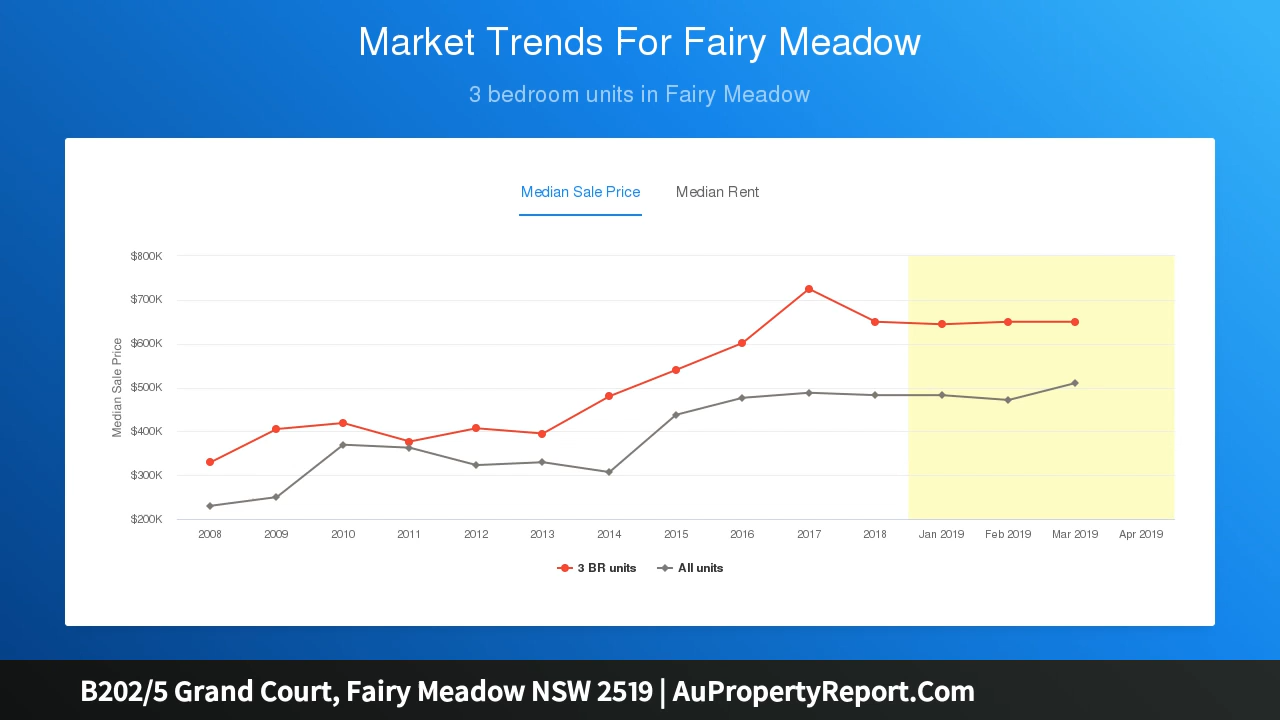 Market Trends For Fairy Meadow
3 bedroom units in Fairy Meadow
Median Sale Price Median Rent
Median Sale Price
$800K
$700K
$600K
$500K
$400K
$300K
$200K
2008 2009 2010 2011 2012 2013 2014 2015 2016 2017 2018 Jan 2019 Feb 2019 Mar 2019 Apr 2019
3 BR units All units
B202/5 Grand Court, Fairy Meadow NSW 2519 | AuPropertyReport.Com